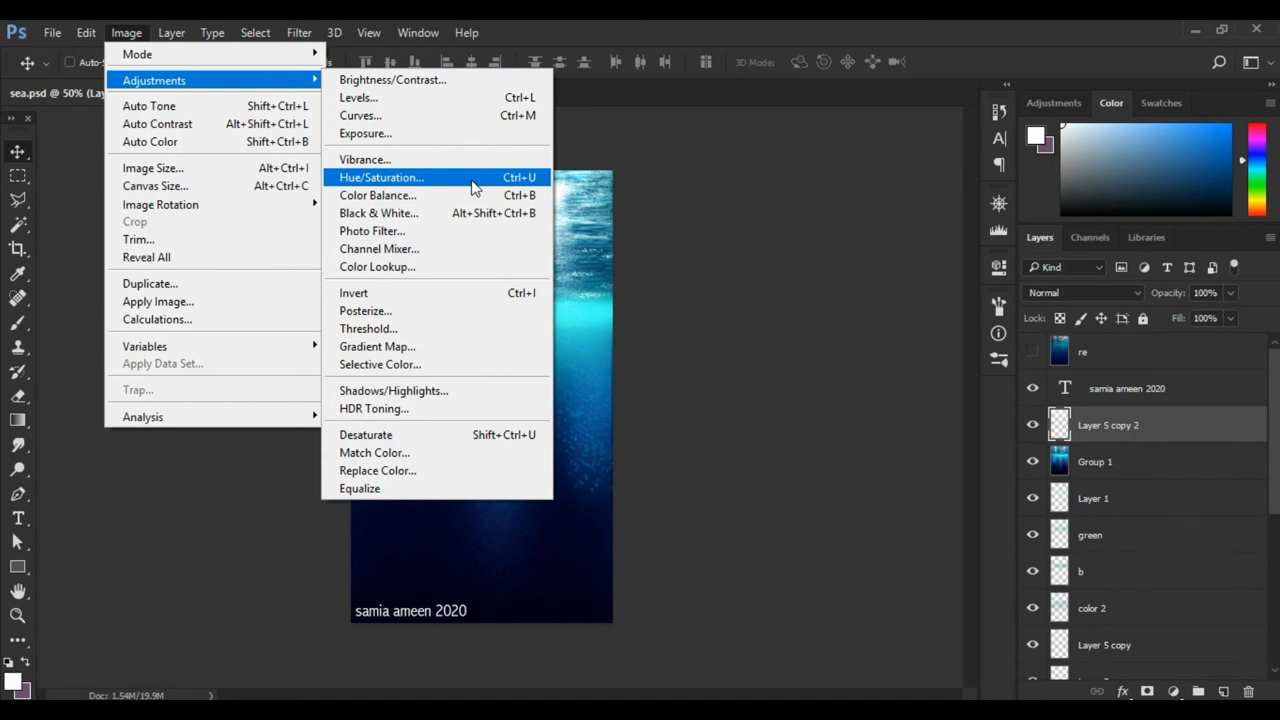 Ps File Edit Image Layer Type Select Filter 3D View Window Help
3D Mode:
sea.psd @ 50% (Lay
Mode
Adjustments
Auto Tone Shift+Ctrl+L
Auto Contrast Alt+Shift+Ctrl+L
Auto Color Shift+Ctrl+B
Image Size... Alt+Ctrl+I
Canvas Size... Alt+Ctrl+C
Image Rotation
Crop
Trim...
Reveal All
Duplicate...
Apply Image...
Calculations...
Variables
Apply Data Set...
Trap...
Analysis
Brightness/Contrast...
Levels... Ctrl+L
Curves... Ctrl+M
Exposure...
Vibrance...
Hue/Saturation... Ctrl+U
Color Balance... Ctrl+B
Black & White... Alt+Shift+Ctrl+B
Photo Filter...
Channel Mixer...
Color Lookup...
Invert Ctrl+I
Posterize...
Threshold...
Gradient Map...
Selective Color...
Shadows/Highlights...
HDR Toning...
Desaturate Shift+Ctrl+U
Match Color...
Replace Color...
Equalize
samia ameen 2020
Doc: 1.54M/19.9M
Adjustments Color Swatches
Layers Channels Libraries
Kind
Normal Opacity: 100%
Lock: Fill: 100%
re
samia ameen 2020
Layer 5 copy 2
Group 1
Layer 1
green
b
color 2
Layer 5 copy